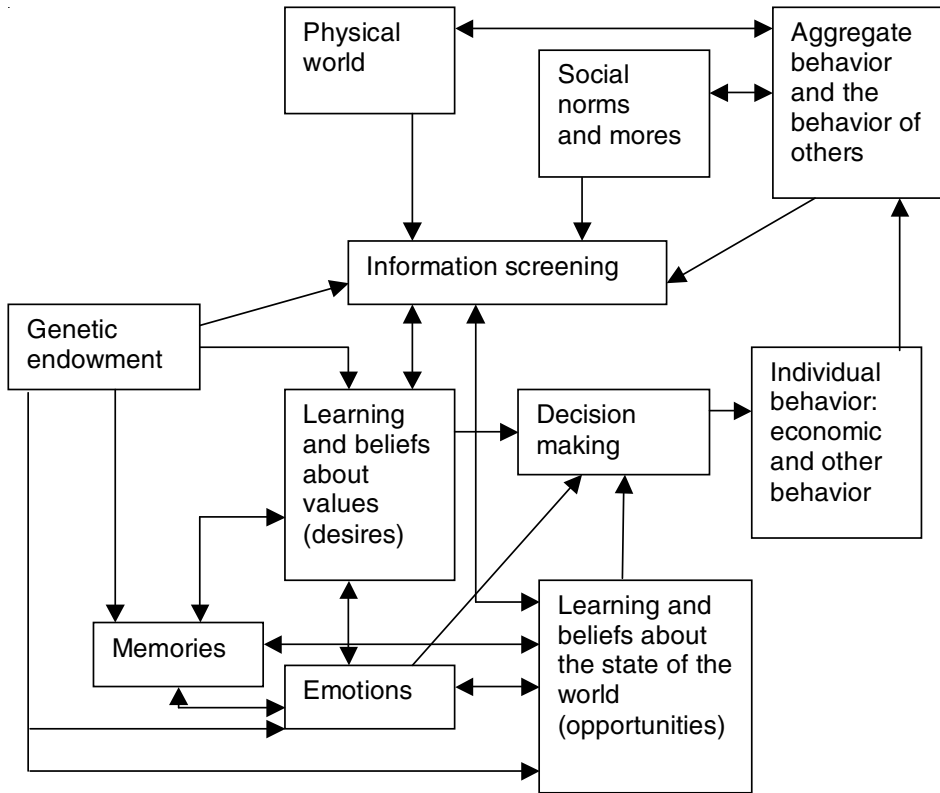 Physical
world
Social
norms
and mores
Aggregate
behavior
and the
behavior of
others
Information screening
Genetic
endowment
Learning
and beliefs
about
values
(desires)
Decision
making
Individual
behavior:
economic
and other
behavior
Memories
Emotions
Learning and
beliefs about
the state of the
world
(opportunities)